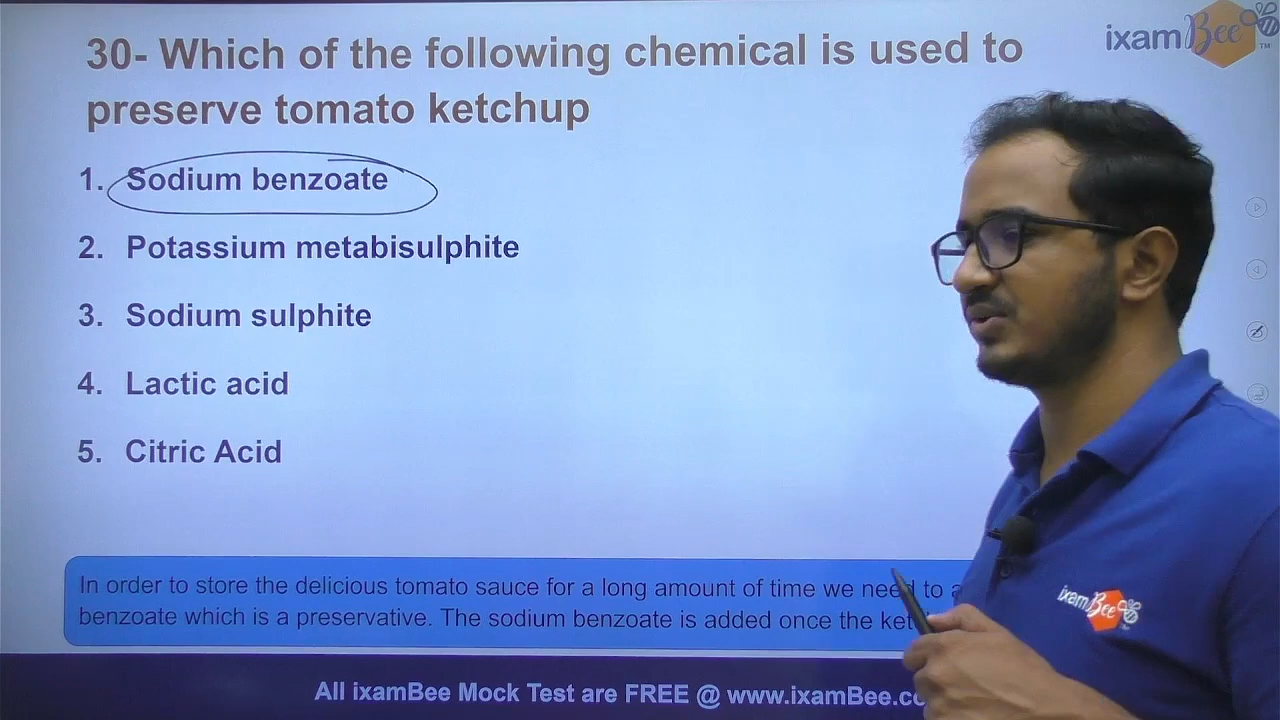 ixamBee TM
30- Which of the following chemical is used to
preserve tomato ketchup
1. Sodium benzoate
2. Potassium metabisulphite
3. Sodium sulphite
4. Lactic acid
5. Citric Acid
In order to store the delicious tomato sauce for a long amount of time we need to
benzoate which is a preservative. The sodium benzoate is added once the
ixamBee
All ixamBee Mock Test are FREE @ www.ixamBee.co